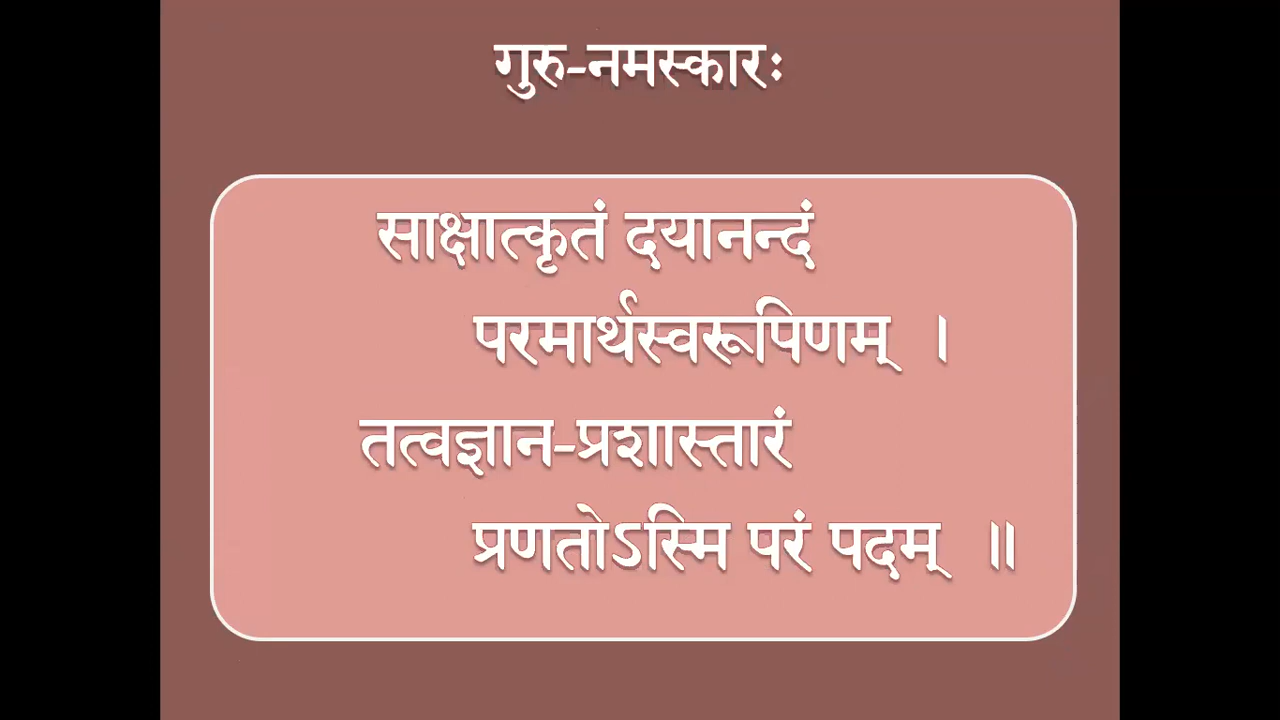 गुरु-नमस्कारः
साक्षात्कृतं दयानन्दं
परमार्थस्वरूपिणम् ।
तत्वज्ञान-प्रशास्तारं
प्रणतोऽस्मि परं पदम् ॥